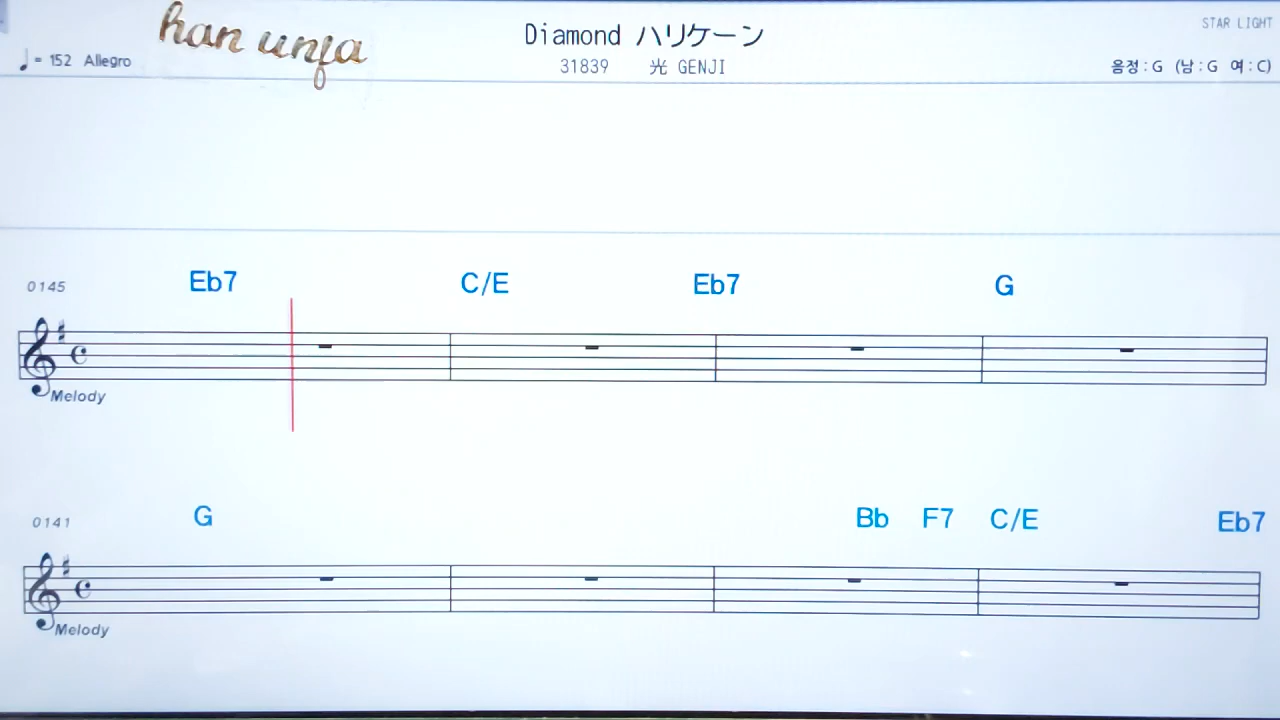 han unfa
Diamond ハリケーン
STAR LIGHT
♩= 152 Allegro
31839 光 GENJI
음정 : G (남 : G 여 : C)
0145 Eb7 C/E Eb7 G
Melody
0141 G Bb F7 C/E Eb7
Melody